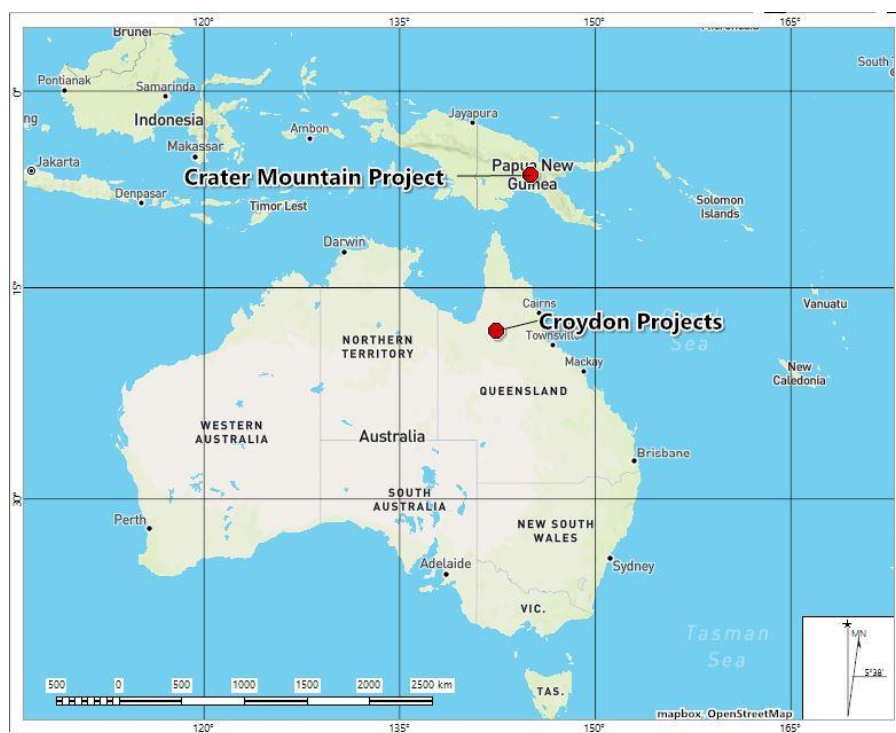 120°
135°
150°
165°
Brunei
Pontianak
Samarinda
0°
Indonesia
Jayapura
ng
Makassar
Ambon
Papua New
Guinea
Jakarta
Crater Mountain Project
Denpasar
Timor Lest
Solomon
Islands
Darwin
15°
Cairns
Vanuatu
Croydon Projects
Sea
Townsville
NORTHERN
TERRITORY
Mackay
New
Caledonia
QUEENSLAND
WESTERN
AUSTRALIA
Australia
Brisbane
SOUTH
AUSTRALIA
30°
Perth
NEW SOUTH
WALES
Adelaide
Sydney
VIC.
Tasman
Sea
MN
5°38'
500
0
500
1000
1500
2000
2500 km
TAS.
mapbox, OpenStreetMap
120°
135°
150°
165°